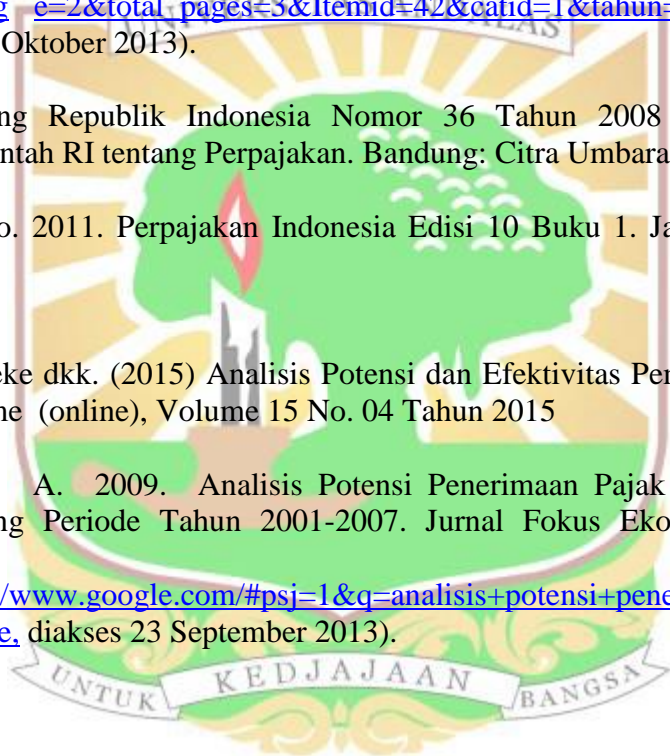 g e=2&total_pages=3&Itemid=42&catid=1&tahun=
Oktober 2013).
ng Republik Indonesia Nomor 36 Tahun 2008
ntah RI tentang Perpajakan. Bandung: Citra Umbara
o. 2011. Perpajakan Indonesia Edisi 10 Buku 1. Ja
eke dkk. (2015) Analisis Potensi dan Efektivitas Pen
ne (online), Volume 15 No. 04 Tahun 2015
A. 2009. Analisis Potensi Penerimaan Pajak
ng Periode Tahun 2001-2007. Jurnal Fokus Eko
/www.google.com/#psj=1&q=analisis+potensi+pene
e, diakses 23 September 2013).
UNTUK KEDJAJAAN BANGSA